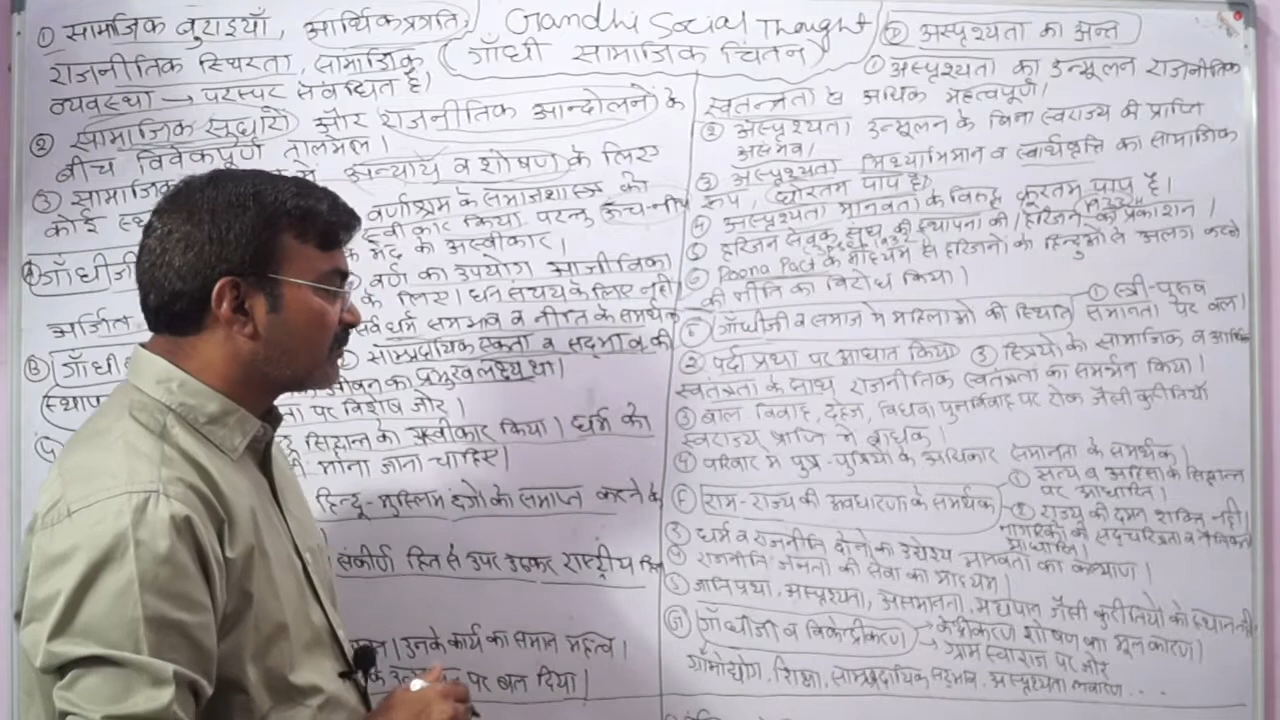 Gandhi Social Thought
(गाँधी सामाजिक चिंतन)
① सामाजिक बुराइयाँ, आर्थिक प्रगति,
राजनीतिक स्थिरता, सामाजिक
व्यवस्था → परस्पर संबंधित है।
② सामाजिक सुधारों और राजनीतिक आन्दोलनों के
बीच विवेकपूर्ण तालमेल।
③ सामाजिक में अन्याय व शोषण के लिए
कोई
वर्णाश्रम के समाजशास्त्र को
स्वीकार किया परन्तु ऊँच-नीच
के भेद के अस्वीकार।
Ⓐ गाँधीजी
वर्ण का उपयोग आजीविका
के लिए। धन संचय के लिए नहीं।
अर्जित
सर्वधर्म समभाव व नीति के समर्थक
Ⓑ गाँधी
साम्प्रदायिक एकता व सद्भाव की
स्थाप जीवन का प्रमुख लक्ष्य था।
पर विशेष जोर।
सिद्धान्त को अस्वीकार किया। धर्म को
माना जाना चाहिए।
हिन्दू-मुस्लिम दंगों के समाप्त करने के
संकीर्ण हित से उपर उठकर राष्ट्रीय हित
उनके कार्य का समान महत्व।
के पर बल दिया।
Ⓓ अस्पृश्यता का अन्त
① अस्पृश्यता का उन्मूलन राजनीतिक
स्वतन्त्रता से अधिक महत्वपूर्ण।
② अस्पृश्यता उन्मूलन के बिना स्वराज्य की प्राप्ति
असंभव।
③ अस्पृश्यता मिथ्याभिमान व स्वार्थवृत्ति का सामाजिक
रूप, घोरतम पाप है।
④ अस्पृश्यता मानवता के विरुद्ध क्रूरतम पाप है।
⑤ हरिजन सेवक संघ की स्थापना की। हरिजन का प्रकाशन।
⑥ Poona Pact के माध्यम से हरिजनों को हिन्दुओं से अलग करने
की नीति का विरोध किया।
Ⓔ गाँधीजी व समाज में महिलाओं की स्थिति
① स्त्री-पुरुष
समानता पर बल।
② पर्दा प्रथा पर आघात किया ③ स्त्रियों के सामाजिक व आर्थिक
स्वतंत्रता के साथ राजनीतिक स्वतंत्रता का समर्थन किया।
③ बाल विवाह, दहेज, विधवा पुनर्विवाह पर रोक जैसी कुरीतियाँ
स्वराज्य प्राप्ति में बाधक।
④ परिवार में पुत्र-पुत्रियों के अधिकार समानता के समर्थक।
Ⓕ राम-राज्य की अवधारणा के समर्थक
① सत्य व अहिंसा के सिद्धान्त
पर आधारित।
② राज्य की दमन शक्ति नहीं।
नागरिकों की सद्चरित्रता व नैतिकता
आधारित।
③ धर्म व राजनीति दोनों का उद्देश्य मानवता का कल्याण।
④ राजनीति जनता की सेवा का माध्यम।
⑤ जातिप्रथा, अस्पृश्यता, असमानता, मद्यपान जैसी कुरीतियों का स्थान नहीं
Ⓖ गाँधीजी व विकेन्द्रीकरण → केन्द्रीकरण शोषण का मूल कारण।
→ ग्राम स्वाराज पर जोर
ग्रामोद्योग, शिक्षा, साम्प्रदायिक सद्भाव, अस्पृश्यता निवारण ....